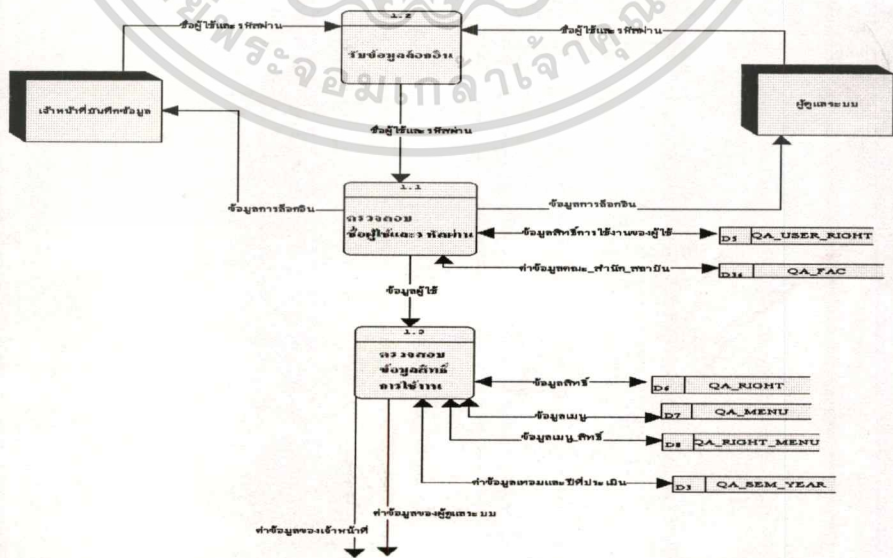 พระจอมเกล้าเจ้าคุณ
1.2
รับข้อมูลล็อกอิน
ชื่อผู้ใช้และรหัสผ่าน
ชื่อผู้ใช้และรหัสผ่าน
เจ้าหน้าที่บันทึกข้อมูล
ผู้ดูแลระบบ
ชื่อผู้ใช้และรหัสผ่าน
1.1
ตรวจสอบ
ชื่อผู้ใช้และรหัสผ่าน
ข้อมูลการล็อกอิน
ข้อมูลการล็อกอิน
ข้อมูลสิทธิ์การใช้งานของผู้ใช้
D5 QA_USER_RIGHT
ค่าข้อมูลคณะ_สำนัก_สถาบัน
D36 QA_FAC
ข้อมูลผู้ใช้
1.3
ตรวจสอบ
ข้อมูลสิทธิ์
การใช้งาน
ข้อมูลสิทธิ์
D6 QA_RIGHT
ข้อมูลเมนู
D7 QA_MENU
ข้อมูลเมนู_สิทธิ์
D8 QA_RIGHT_MENU
ค่าข้อมูลเทอมและปีที่ประเมิน
D3 QA_SEM_YEAR
ค่าข้อมูลของผู้ดูแลระบบ
ค่าข้อมูลของเจ้าหน้าที่